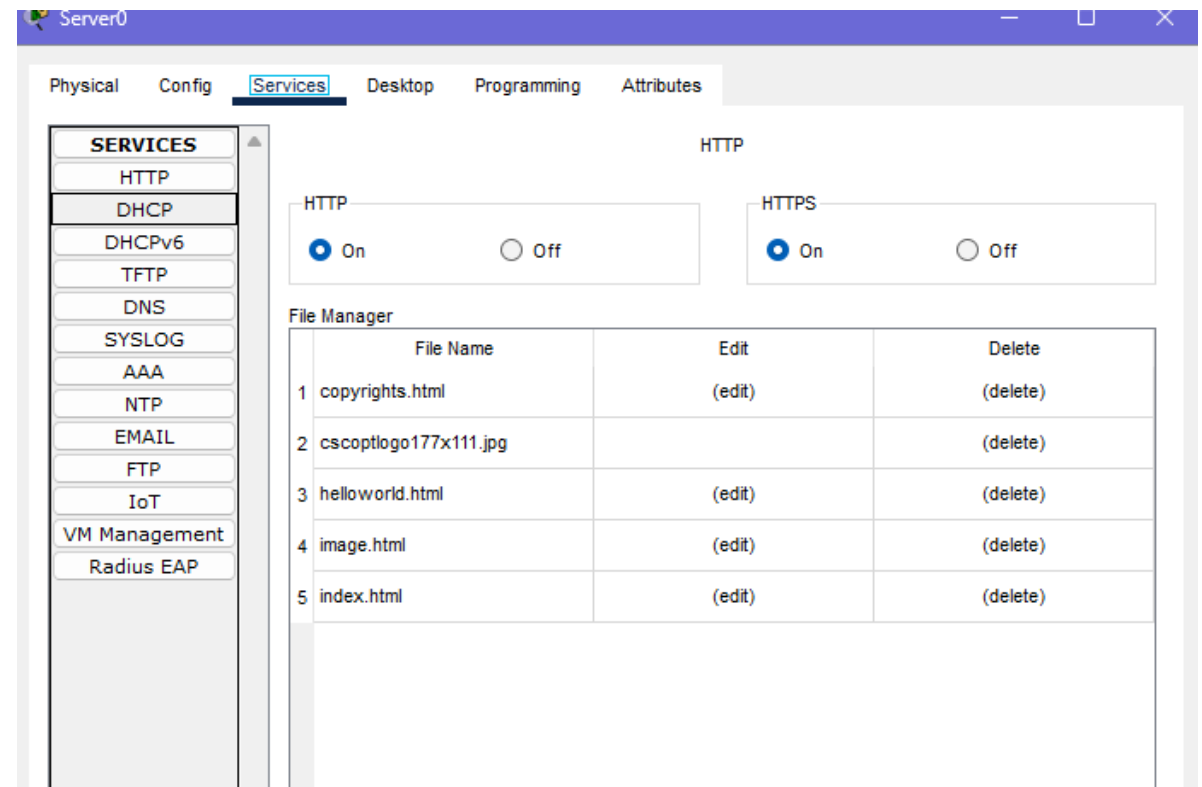 Server0
Physical Config Services Desktop Programming Attributes
SERVICES
HTTP
DHCP
DHCPv6
TFTP
DNS
SYSLOG
AAA
NTP
EMAIL
FTP
IoT
VM Management
Radius EAP
HTTP
HTTP
On Off
HTTPS
On Off
File Manager
File Name Edit Delete
1 copyrights.html (edit) (delete)
2 cscoptlogo177x111.jpg (delete)
3 helloworld.html (edit) (delete)
4 image.html (edit) (delete)
5 index.html (edit) (delete)